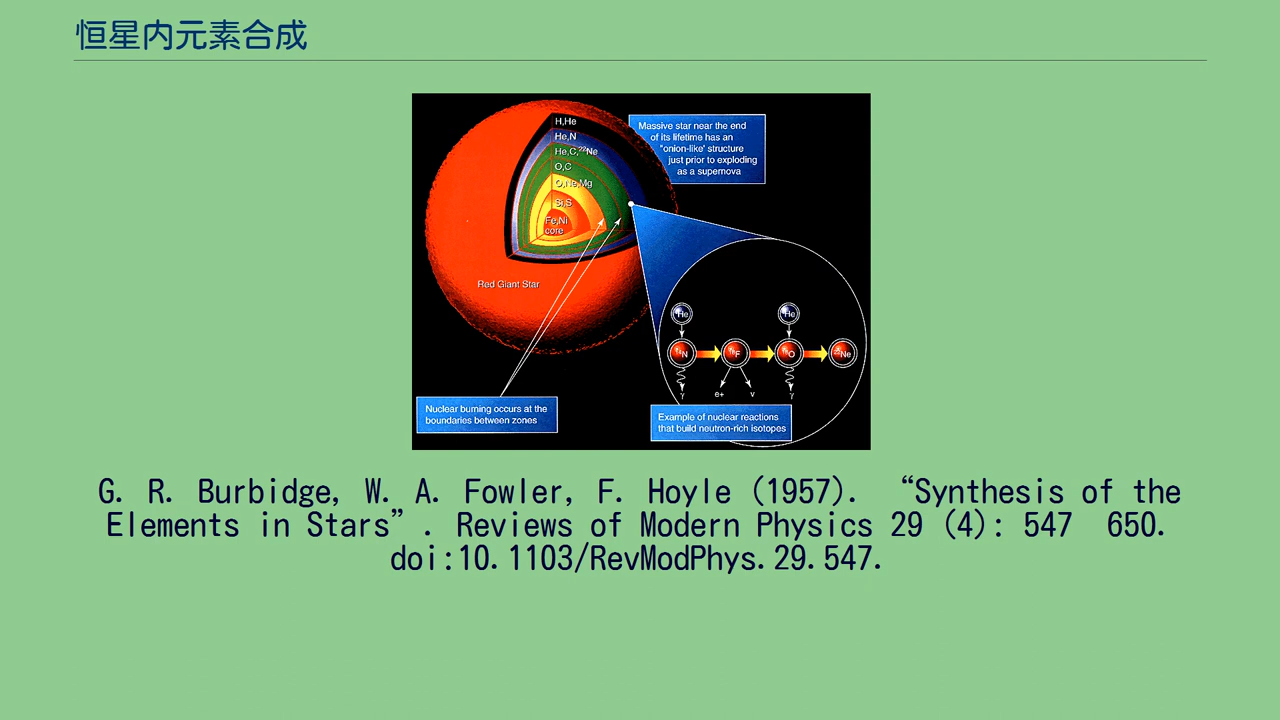 恒星内元素合成
H,He
He,N
He,C,²²Ne
O,C
O,Ne,Mg
Si,S
Fe,Ni
core
Red Giant Star
Massive star near the end
of its lifetime has an
"onion-like' structure
just prior to exploding
as a supernova
Nuclear burning occurs at the
boundaries between zones
He
He
N
F
O
Ne
γ
e+
ν
γ
Example of nuclear reactions
that build neutron-rich isotopes
G. R. Burbidge, W. A. Fowler, F. Hoyle (1957). “Synthesis of the
Elements in Stars”. Reviews of Modern Physics 29 (4): 547 650.
doi:10.1103/RevModPhys.29.547.